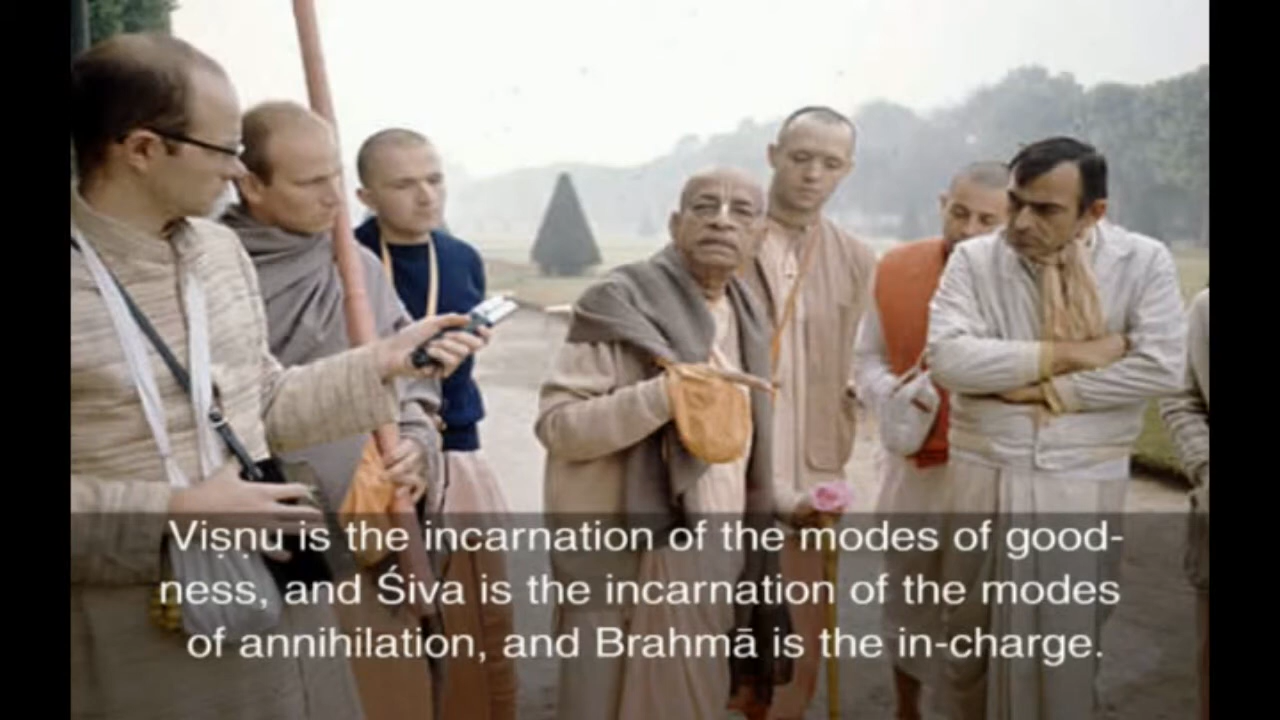 Viṣṇu is the incarnation of the modes of good-
ness, and Śiva is the incarnation of the modes
of annihilation, and Brahmā is the in-charge.